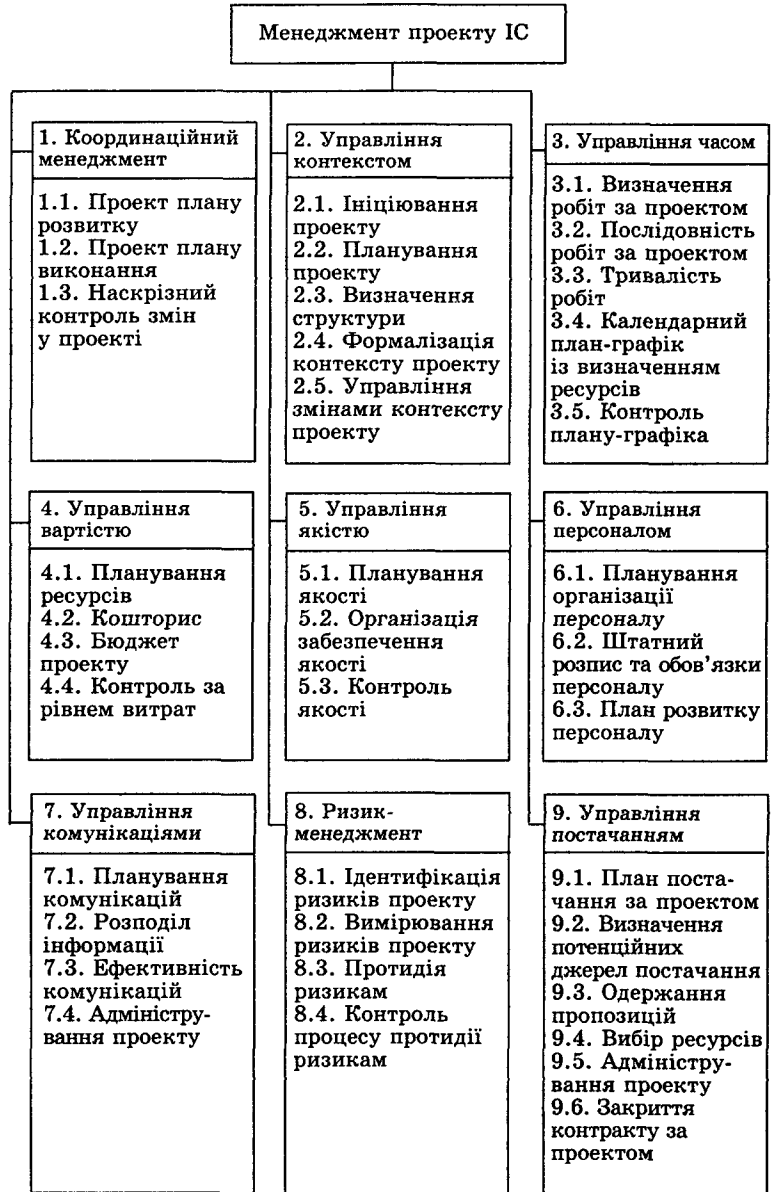 Менеджмент проекту ІС
1. Координаційний
менеджмент
1.1. Проект плану
розвитку
1.2. Проект плану
виконання
1.3. Наскрізний
контроль змін
у проекті
2. Управління
контекстом
2.1. Ініціювання
проекту
2.2. Планування
проекту
2.3. Визначення
структури
2.4. Формалізація
контексту проекту
2.5. Управління
змінами контексту
проекту
3. Управління часом
3.1. Визначення
робіт за проектом
3.2. Послідовність
робіт за проектом
3.3. Тривалість
робіт
3.4. Календарний
план-графік
із визначенням
ресурсів
3.5. Контроль
плану-графіка
4. Управління
вартістю
4.1. Планування
ресурсів
4.2. Кошторис
4.3. Бюджет
проекту
4.4. Контроль за
рівнем витрат
5. Управління
якістю
5.1. Планування
якості
5.2. Організація
забезпечення
якості
5.3. Контроль
якості
6. Управління
персоналом
6.1. Планування
організації
персоналу
6.2. Штатний
розпис та обов'язки
персоналу
6.3. План розвитку
персоналу
7. Управління
комунікаціями
7.1. Планування
комунікацій
7.2. Розподіл
інформації
7.3. Ефективність
комунікацій
7.4. Адміністру-
вання проекту
8. Ризик-
менеджмент
8.1. Ідентифікація
ризиків проекту
8.2. Вимірювання
ризиків проекту
8.3. Протидія
ризикам
8.4. Контроль
процесу протидії
ризикам
9. Управління
постачанням
9.1. План поста-
чання за проектом
9.2. Визначення
потенційних
джерел постачання
9.3. Одержання
пропозицій
9.4. Вибір ресурсів
9.5. Адміністру-
вання проекту
9.6. Закриття
контракту за
проектом